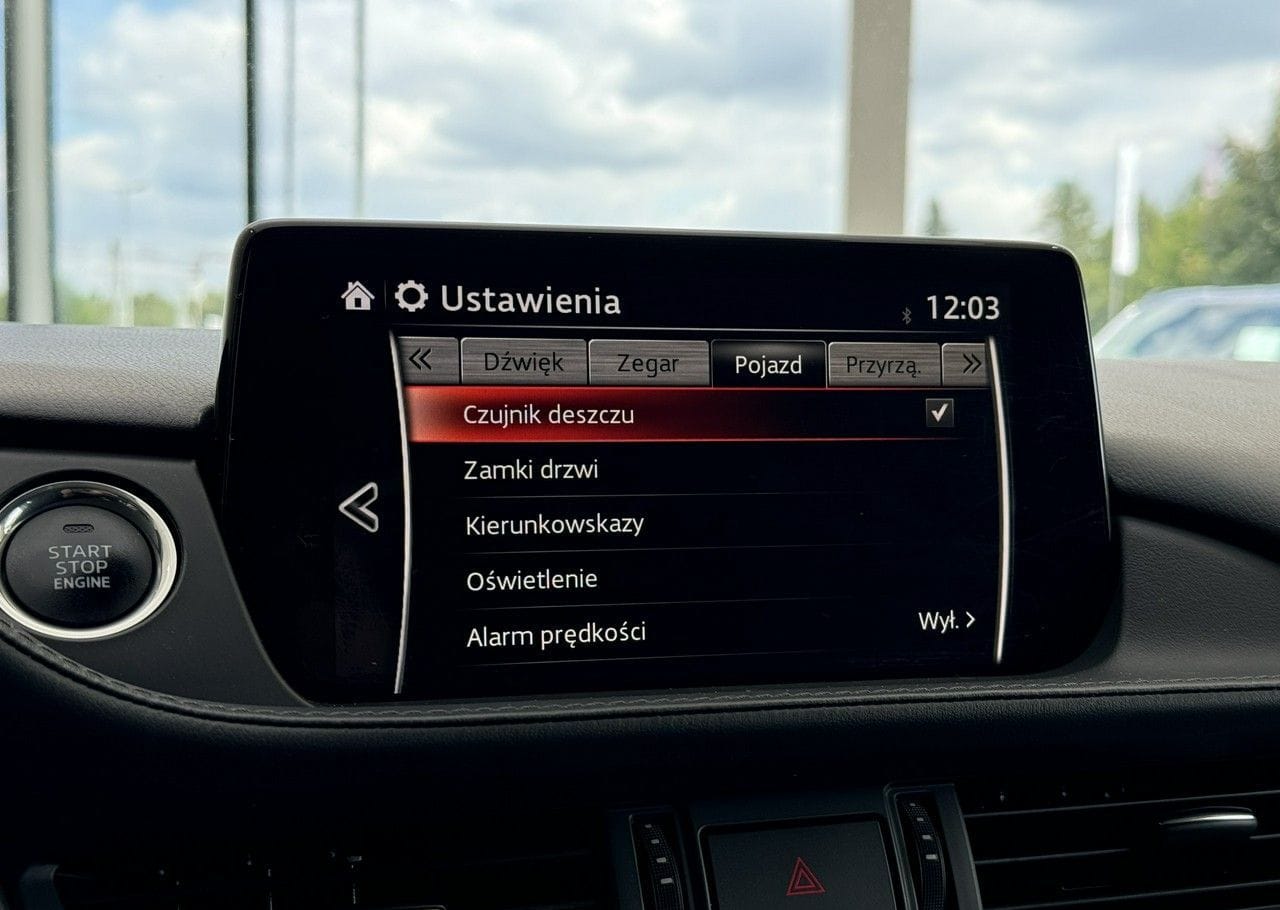 Ustawienia
12:03
Dźwięk
Zegar
Pojazd
Przyrzą.
Czujnik deszczu
Zamki drzwi
Kierunkowskazy
Oświetlenie
Alarm prędkości Wył.
START
STOP
ENGINE